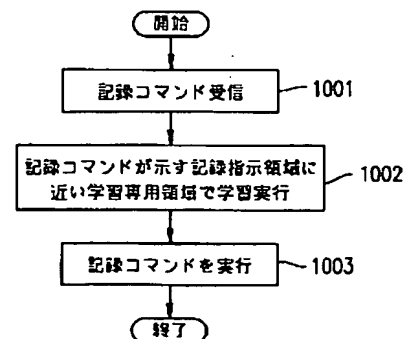 開始
記録コマンド受信
1001
記録コマンドが示す記録指示領域に
近い学習専用領域で学習実行
1002
記録コマンドを実行
1003
終了